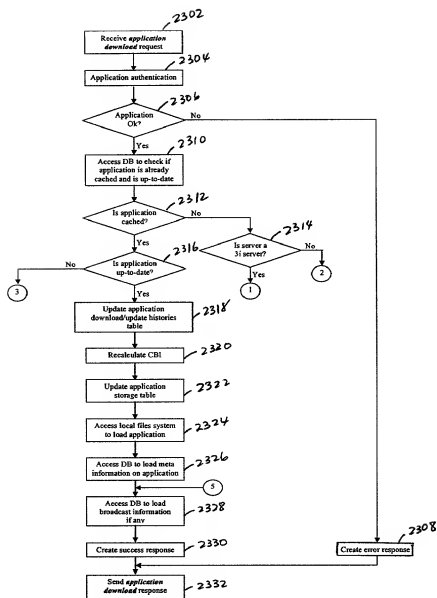 2302
Receive application
download request
2304
Application authentication
2306
Application
Ok?
No
Yes
2310
Access DB to check if
application is already
cached and is up-to-date
2312
Is application
cached?
No
2314
Yes
Is server a
3i server?
No
2316
Is application
up-to-date?
No
Yes
3
1
2
Yes
Update application
download/update histories
table
2318
Recalculate CBI
2320
Update application
storage table
2322
Access local files system
to load application
2324
Access DB to load meta
information on application
2326
5
Access DB to load
broadcast information
if any
2328
Create success response
2330
Create error response
2308
Send application
download response
2332